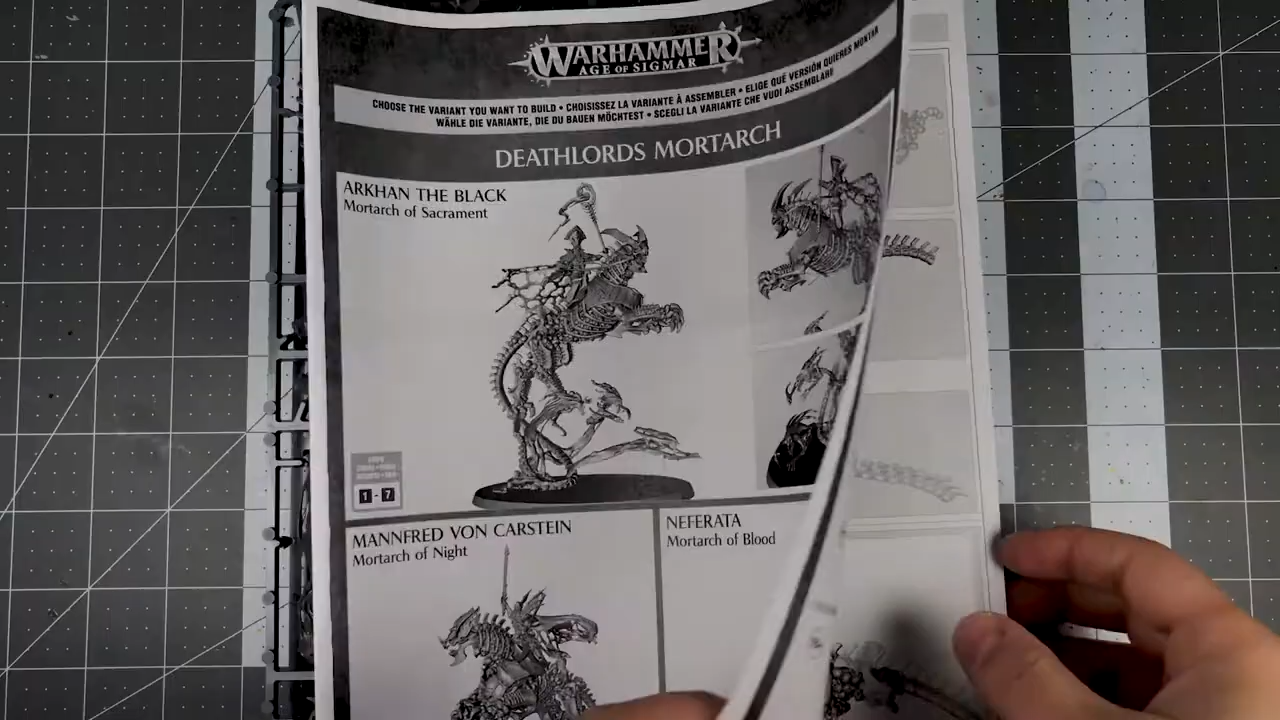 WARHAMMER
AGE OF SIGMAR
CHOOSE THE VARIANT YOU WANT TO BUILD • CHOISISSEZ LA VARIANTE À ASSEMBLER • ELIGE QUÉ VERSIÓN QUIERES MONTAR
WÄHLE DIE VARIANTE, DIE DU BAUEN MÖCHTEST • SCEGLI LA VARIANTE CHE VUOI ASSEMBLARE
DEATHLORDS MORTARCH
ARKHAN THE BLACK
Mortarch of Sacrament
1 - 7
MANNFRED VON CARSTEIN
Mortarch of Night
NEFERATA
Mortarch of Blood